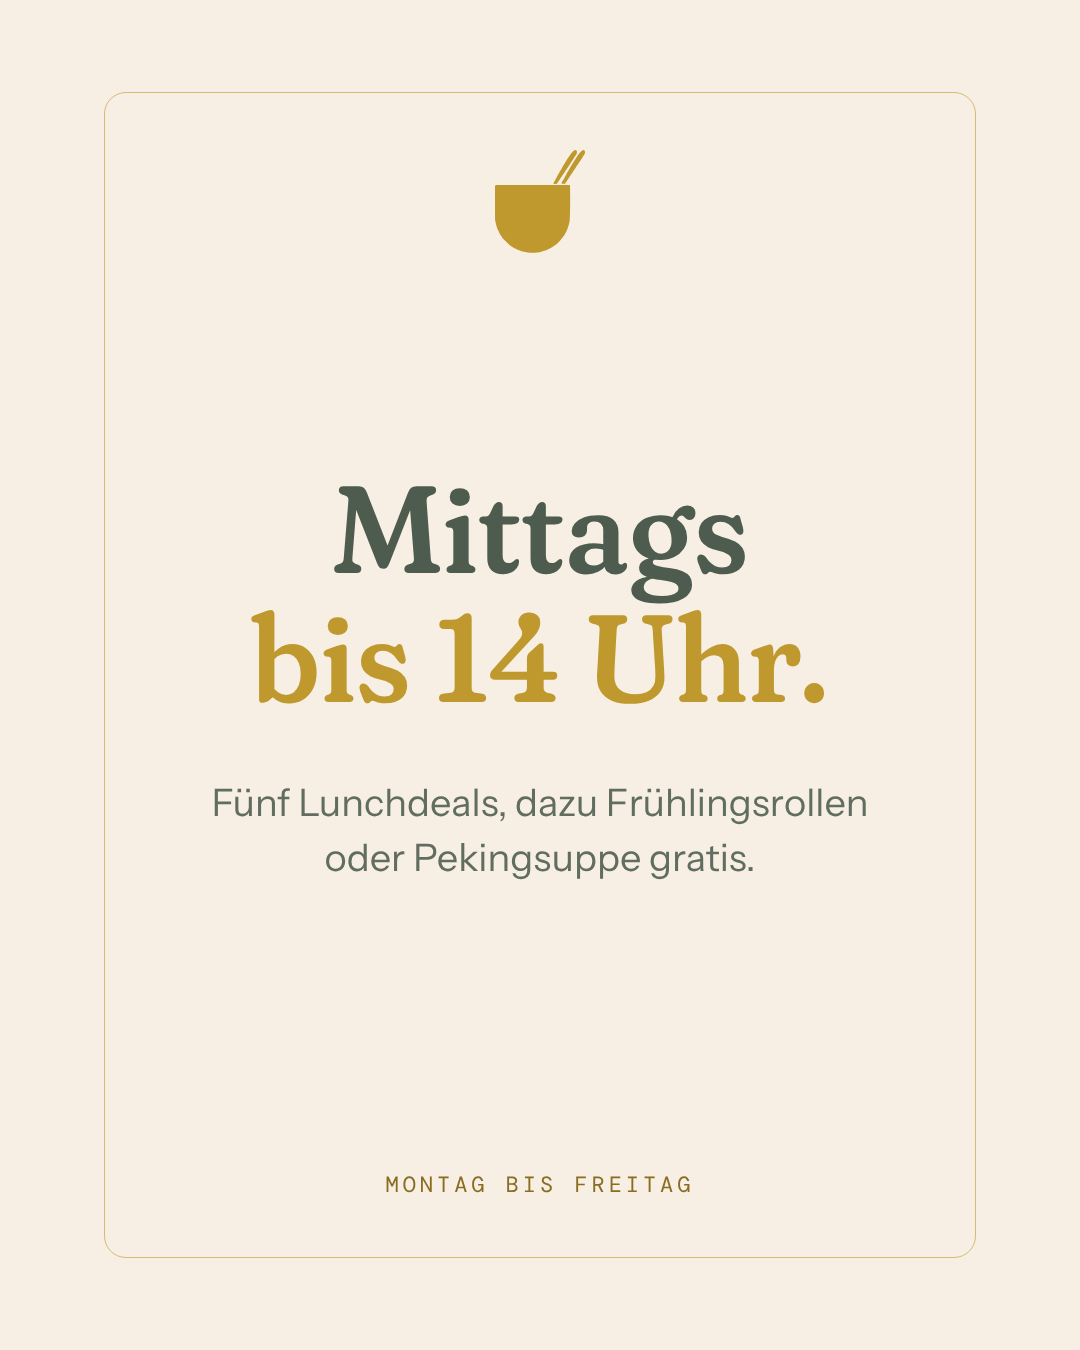 Mittags
bis 14 Uhr.
Fünf Lunchdeals, dazu Frühlingsrollen
oder Pekingsuppe gratis.
MONTAG BIS FREITAG